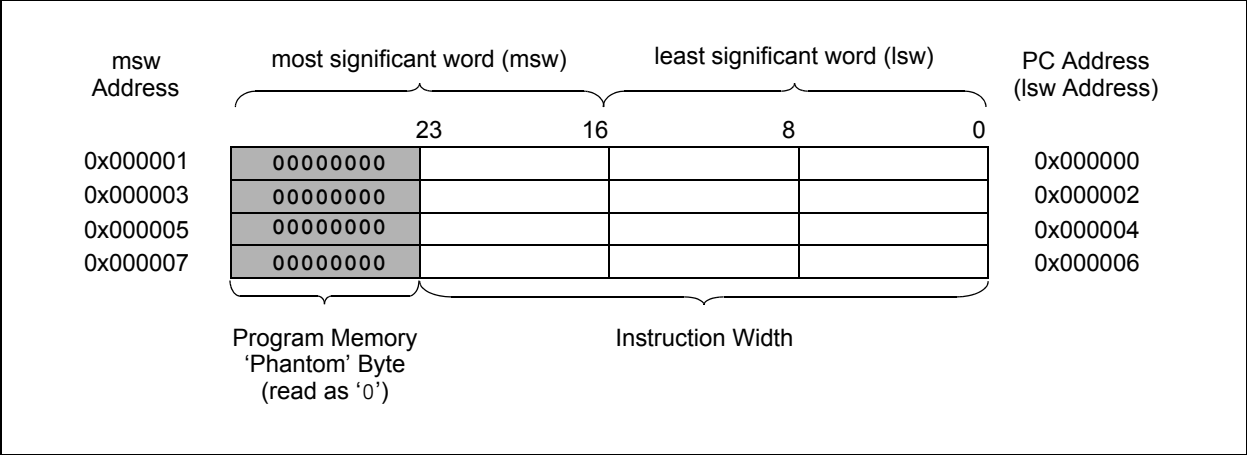 msw
Address
most significant word (msw)
least significant word (lsw)
PC Address
(lsw Address)
23 16 8 0
0x000001 00000000 0x000000
0x000003 00000000 0x000002
0x000005 00000000 0x000004
0x000007 00000000 0x000006
Program Memory
‘Phantom’ Byte
(read as ‘0’)
Instruction Width